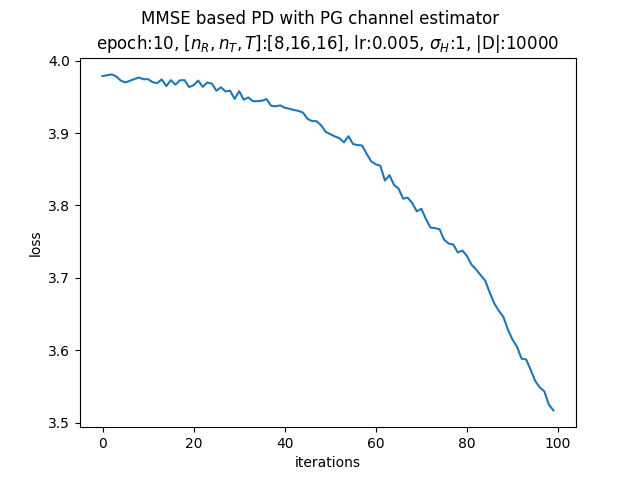 MMSE based PD with PG channel estimator
epoch:10, [n_R, n_T, T]:[8,16,16], lr:0.005, σ_H:1, |D|:10000
4.0
3.9
3.8
3.7
3.6
3.5
loss
0 20 40 60 80 100
iterations